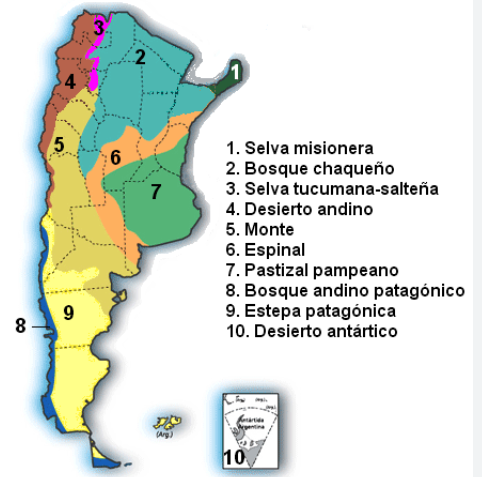 3
2
1
4
5
6
7
1. Selva misionera
2. Bosque chaqueño
3. Selva tucumana-salteña
4. Desierto andino
5. Monte
6. Espinal
7. Pastizal pampeano
8. Bosque andino patagónico
9. Estepa patagónica
10. Desierto antártico
9
8
(Arg.)
Antártida
Argentina
10